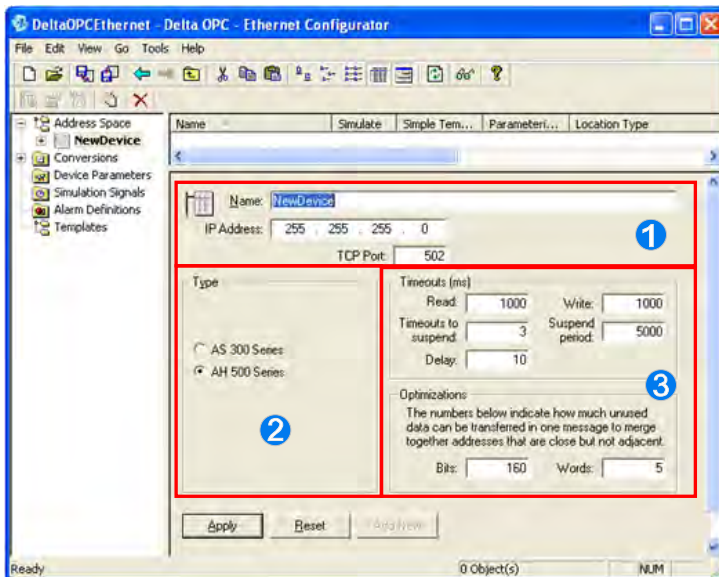 DeltaOPCEthernet - Delta OPC - Ethernet Configurator
File Edit View Go Tools Help
Address Space
NewDevice
Conversions
Device Parameters
Simulation Signals
Alarm Definitions
Templates
Name Simulate Simple Tem... Parameteri... Location Type
Name: NewDevice
IP Address: 255 . 255 . 255 . 0
TCP Port: 502
1
Type
AS 300 Series
AH 500 Series
2
Timeouts (ms)
Read: 1000 Write: 1000
Timeouts to suspend: 3 Suspend period: 5000
Delay: 10
3
Optimizations
The numbers below indicate how much unused
data can be transferred in one message to merge
together addresses that are close but not adjacent.
Bits: 160 Words: 5
Apply Reset Add New
Ready 0 Object(s) NUM